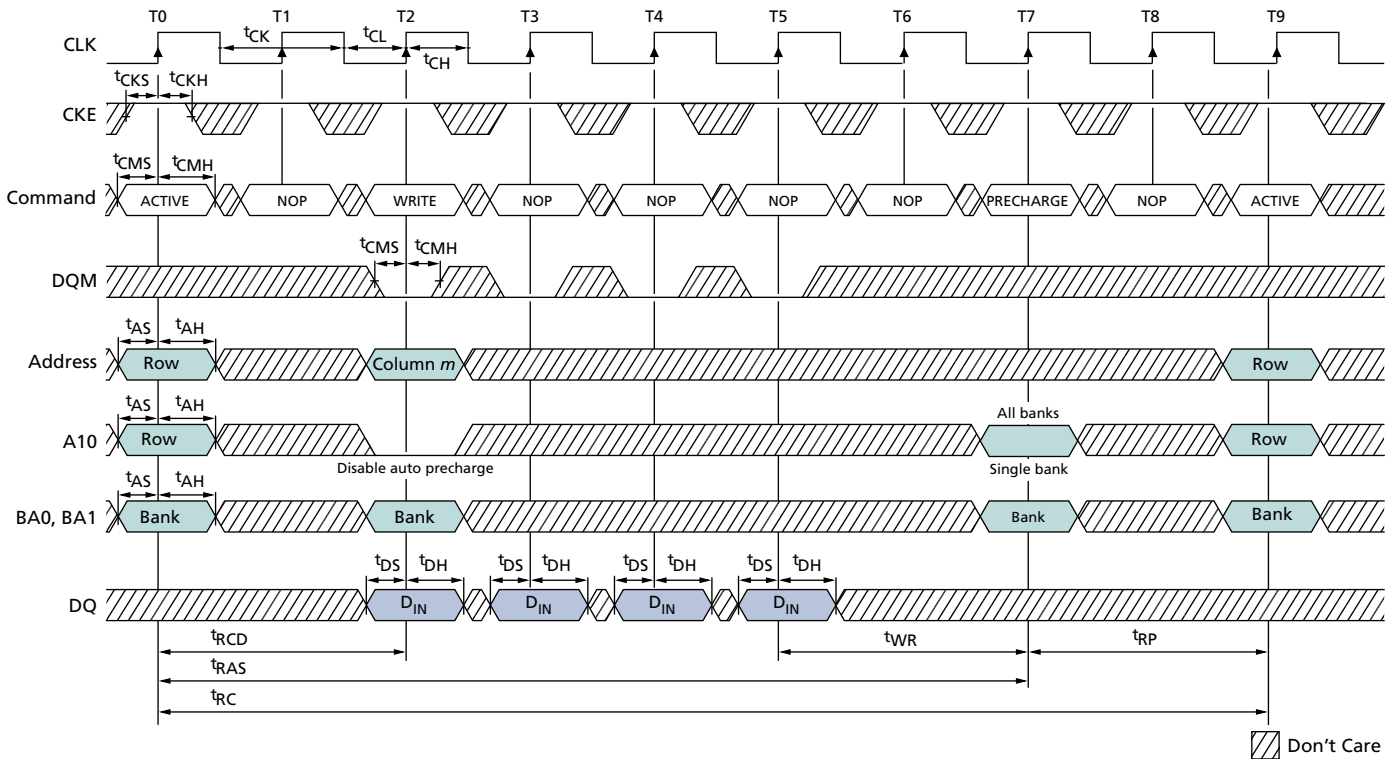 T0 T1 T2 T3 T4 T5 T6 T7 T8 T9
CLK tCK tCL tCH
tCKS tCKH
CKE
tCMS tCMH
Command ACTIVE NOP WRITE NOP NOP NOP NOP PRECHARGE NOP ACTIVE
tCMS tCMH
DQM
tAS tAH
Address Row Column m Row
tAS tAH All banks
A10 Row Row
Disable auto precharge Single bank
tAS tAH
BA0, BA1 Bank Bank Bank Bank
tDS tDH tDS tDH tDS tDH tDS tDH
DQ DIN DIN DIN DIN
tRCD tWR tRP
tRAS
tRC
Don't Care